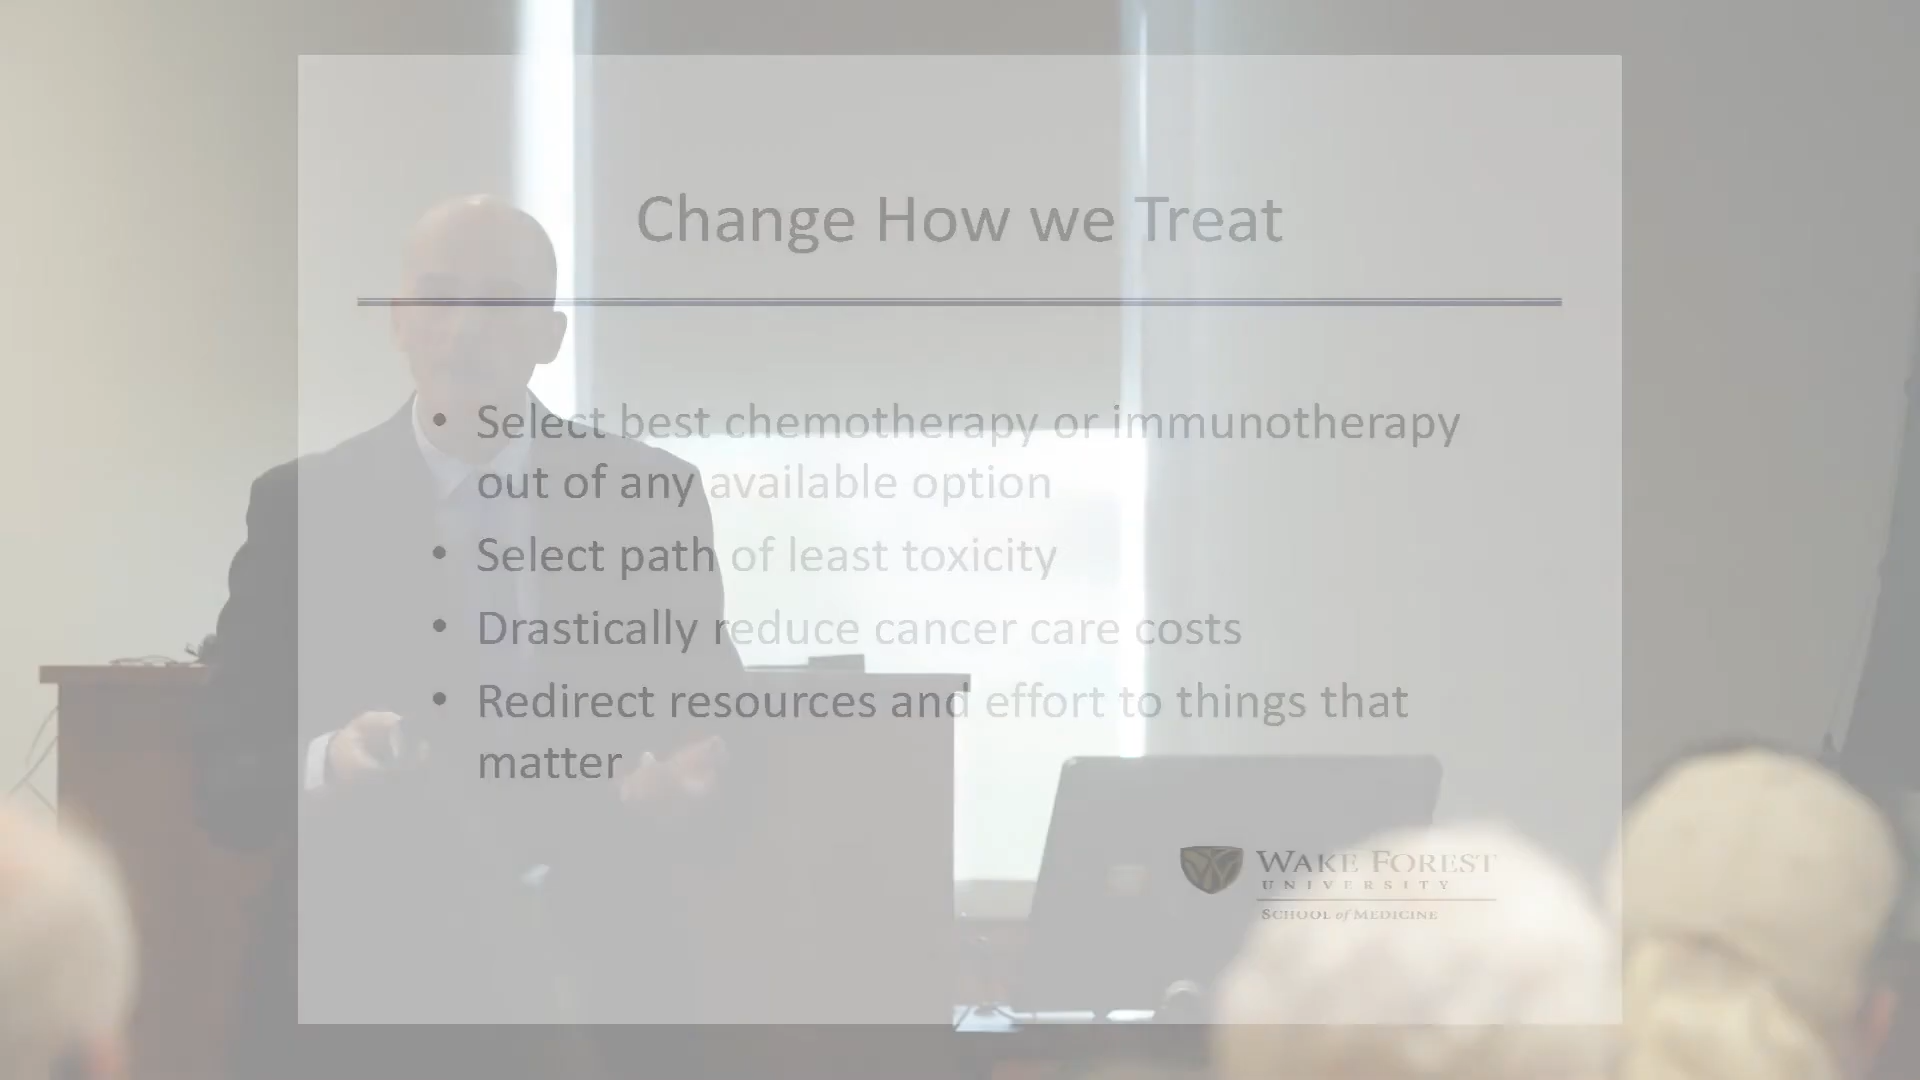 Change How we Treat
• Select best chemotherapy or immunotherapy
out of any available option
• Select path of least toxicity
• Drastically reduce cancer care costs
• Redirect resources and effort to things that
matter
WAKE FOREST
UNIVERSITY
SCHOOL of MEDICINE